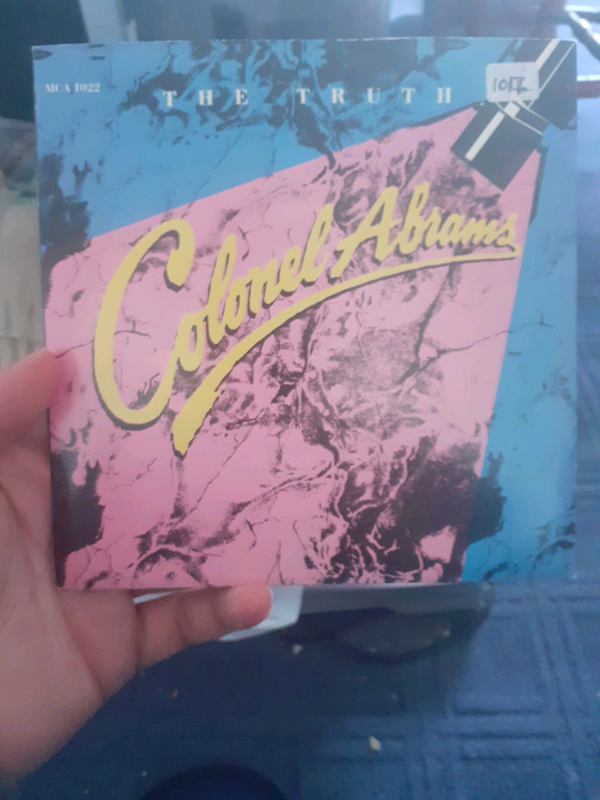 MCA 1022
THE TRUTH
Colonel Abrams